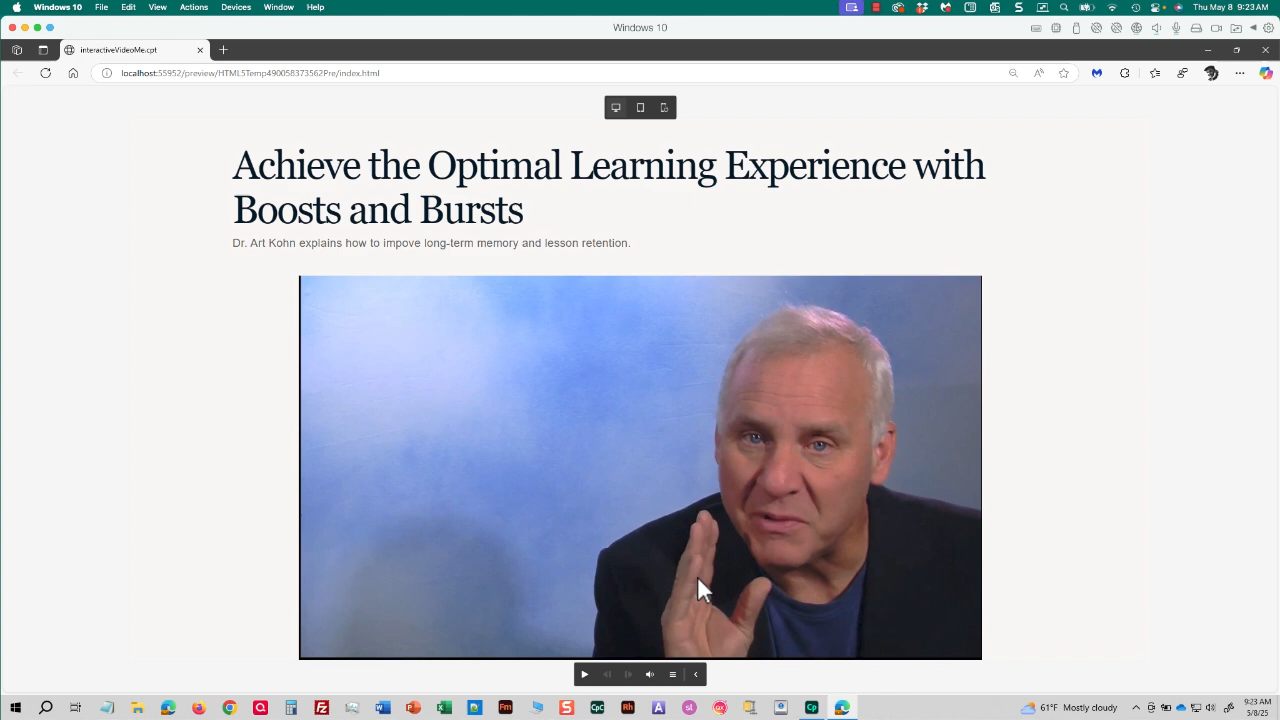 Windows 10 File Edit View Actions Devices Window Help Thu May 8 9:23 AM
Windows 10
interactiveVideoMe.cpt
localhost:55952/preview/HTML5Temp490058373562Pre/index.html
Achieve the Optimal Learning Experience with
Boosts and Bursts
Dr. Art Kohn explains how to impove long-term memory and lesson retention.
61°F Mostly cloudy 9:23 AM
5/8/25